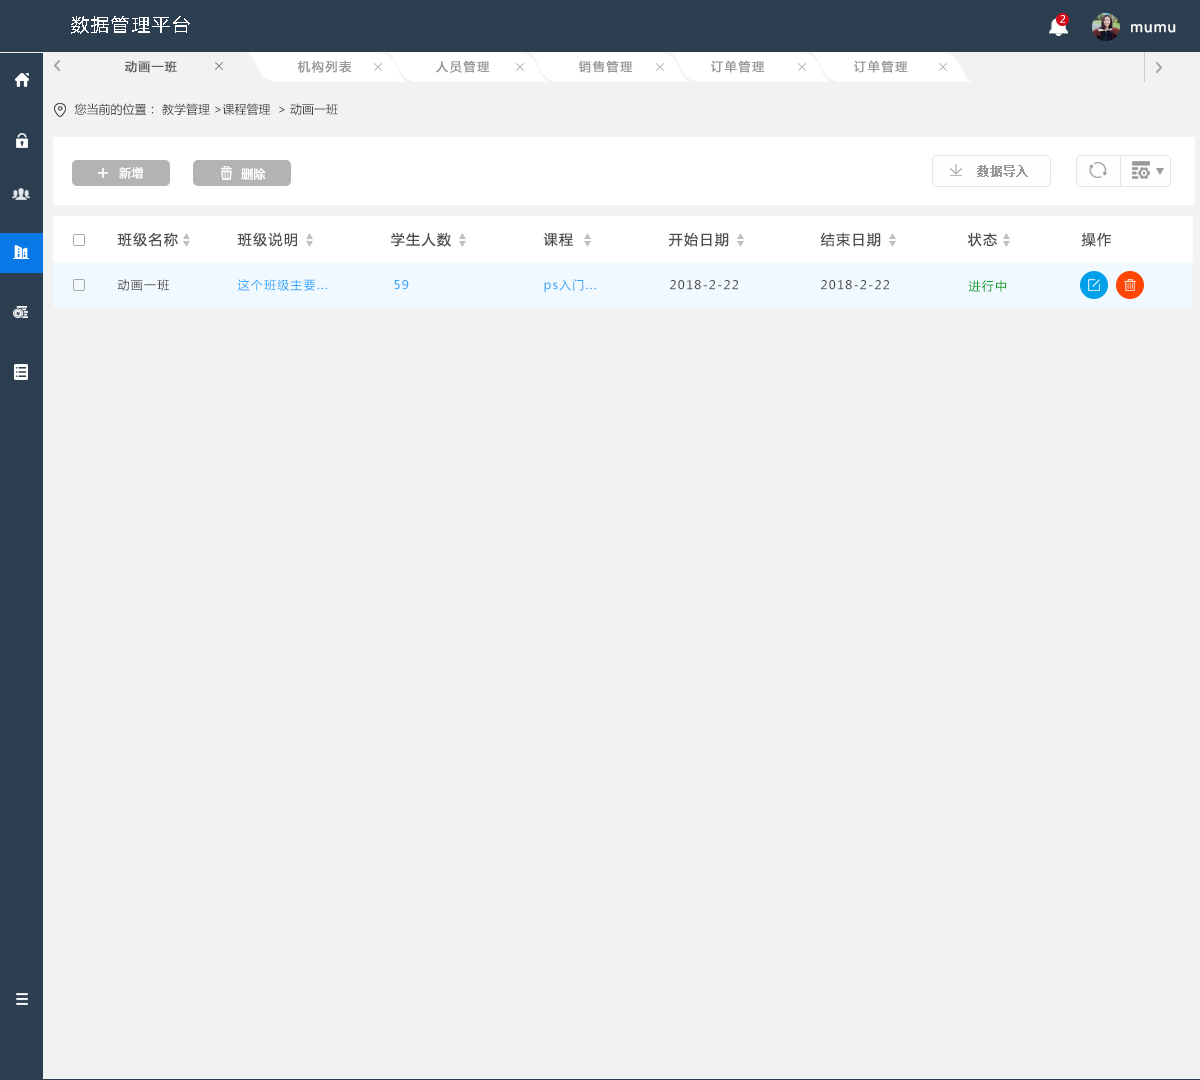 数据管理平台
2
mumu
动画一班 机构列表 人员管理 销售管理 订单管理 订单管理
您当前的位置： 教学管理 >课程管理 > 动画一班
新增 删除 数据导入
班级名称 班级说明 学生人数 课程 开始日期 结束日期 状态 操作
动画一班 这个班级主要... 59 ps入门... 2018-2-22 2018-2-22 进行中